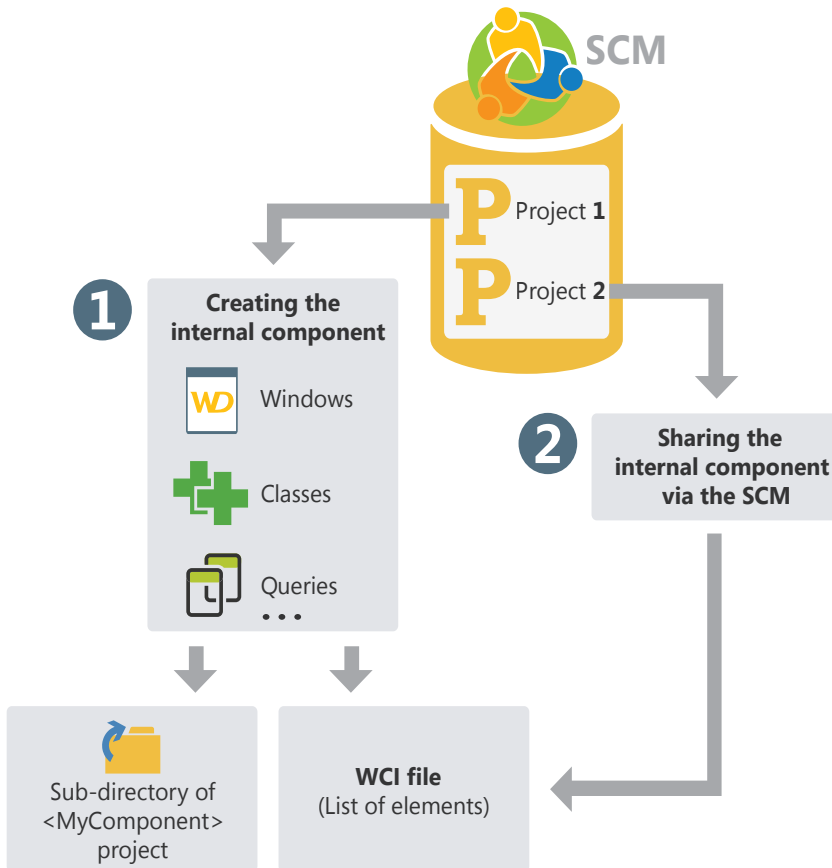 SCM
P Project 1
P Project 2
1
Creating the
internal component
WD Windows
Classes
Queries
...
2
Sharing the
internal component
via the SCM
Sub-directory of
<MyComponent>
project
WCI file
(List of elements)